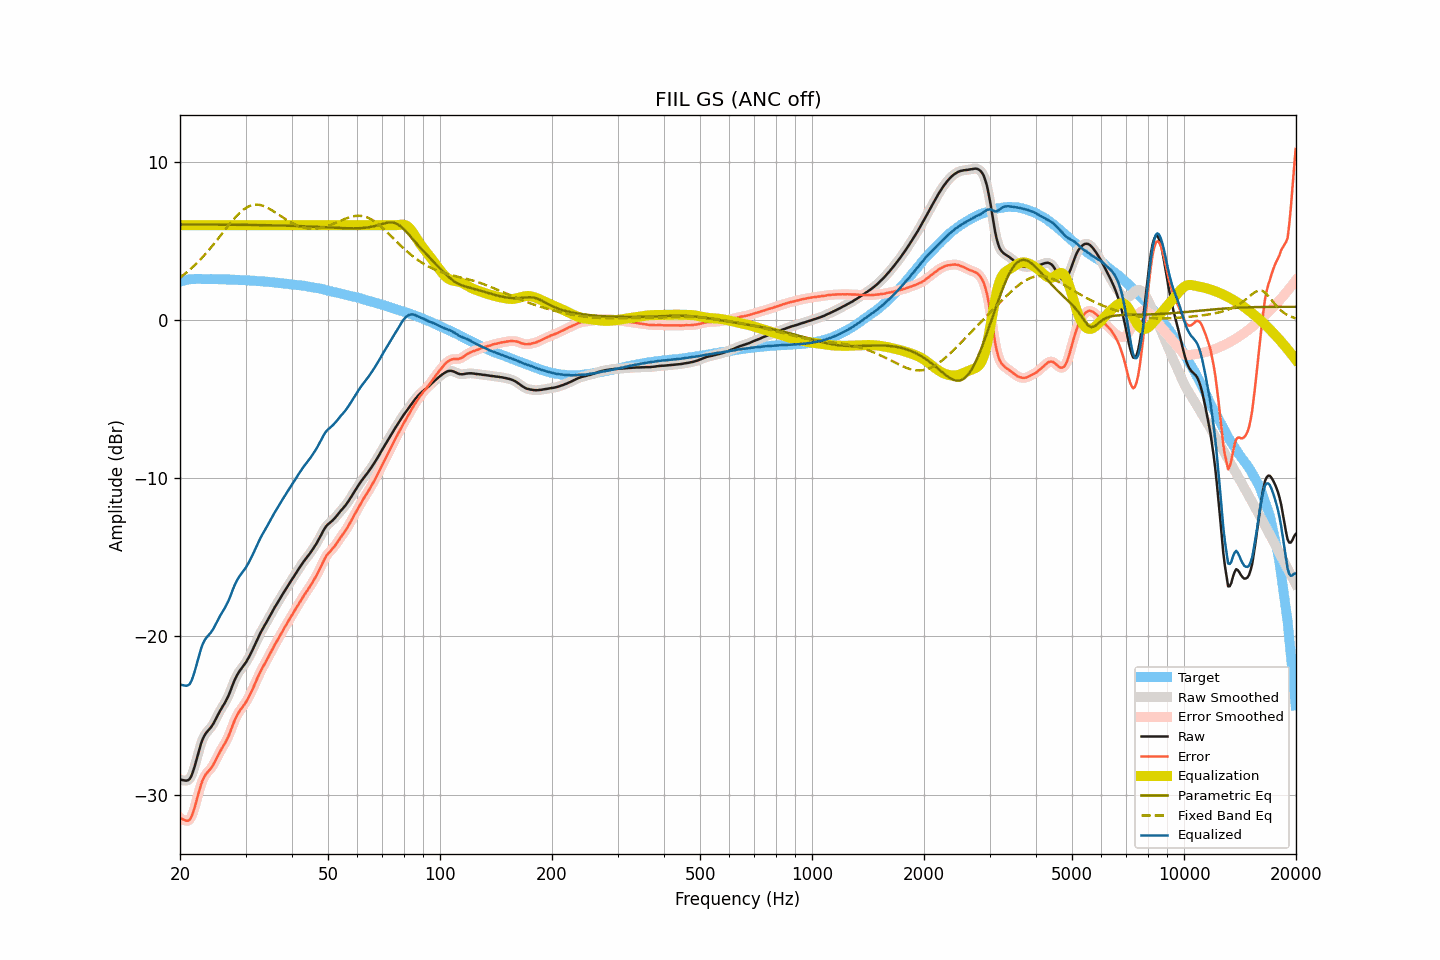 FIIL GS (ANC off)
Amplitude (dBr)
10
0
−10
−20
−30
20
50
100
200
500
1000
2000
5000
10000
20000
Frequency (Hz)
Target
Raw Smoothed
Error Smoothed
Raw
Error
Equalization
Parametric Eq
Fixed Band Eq
Equalized